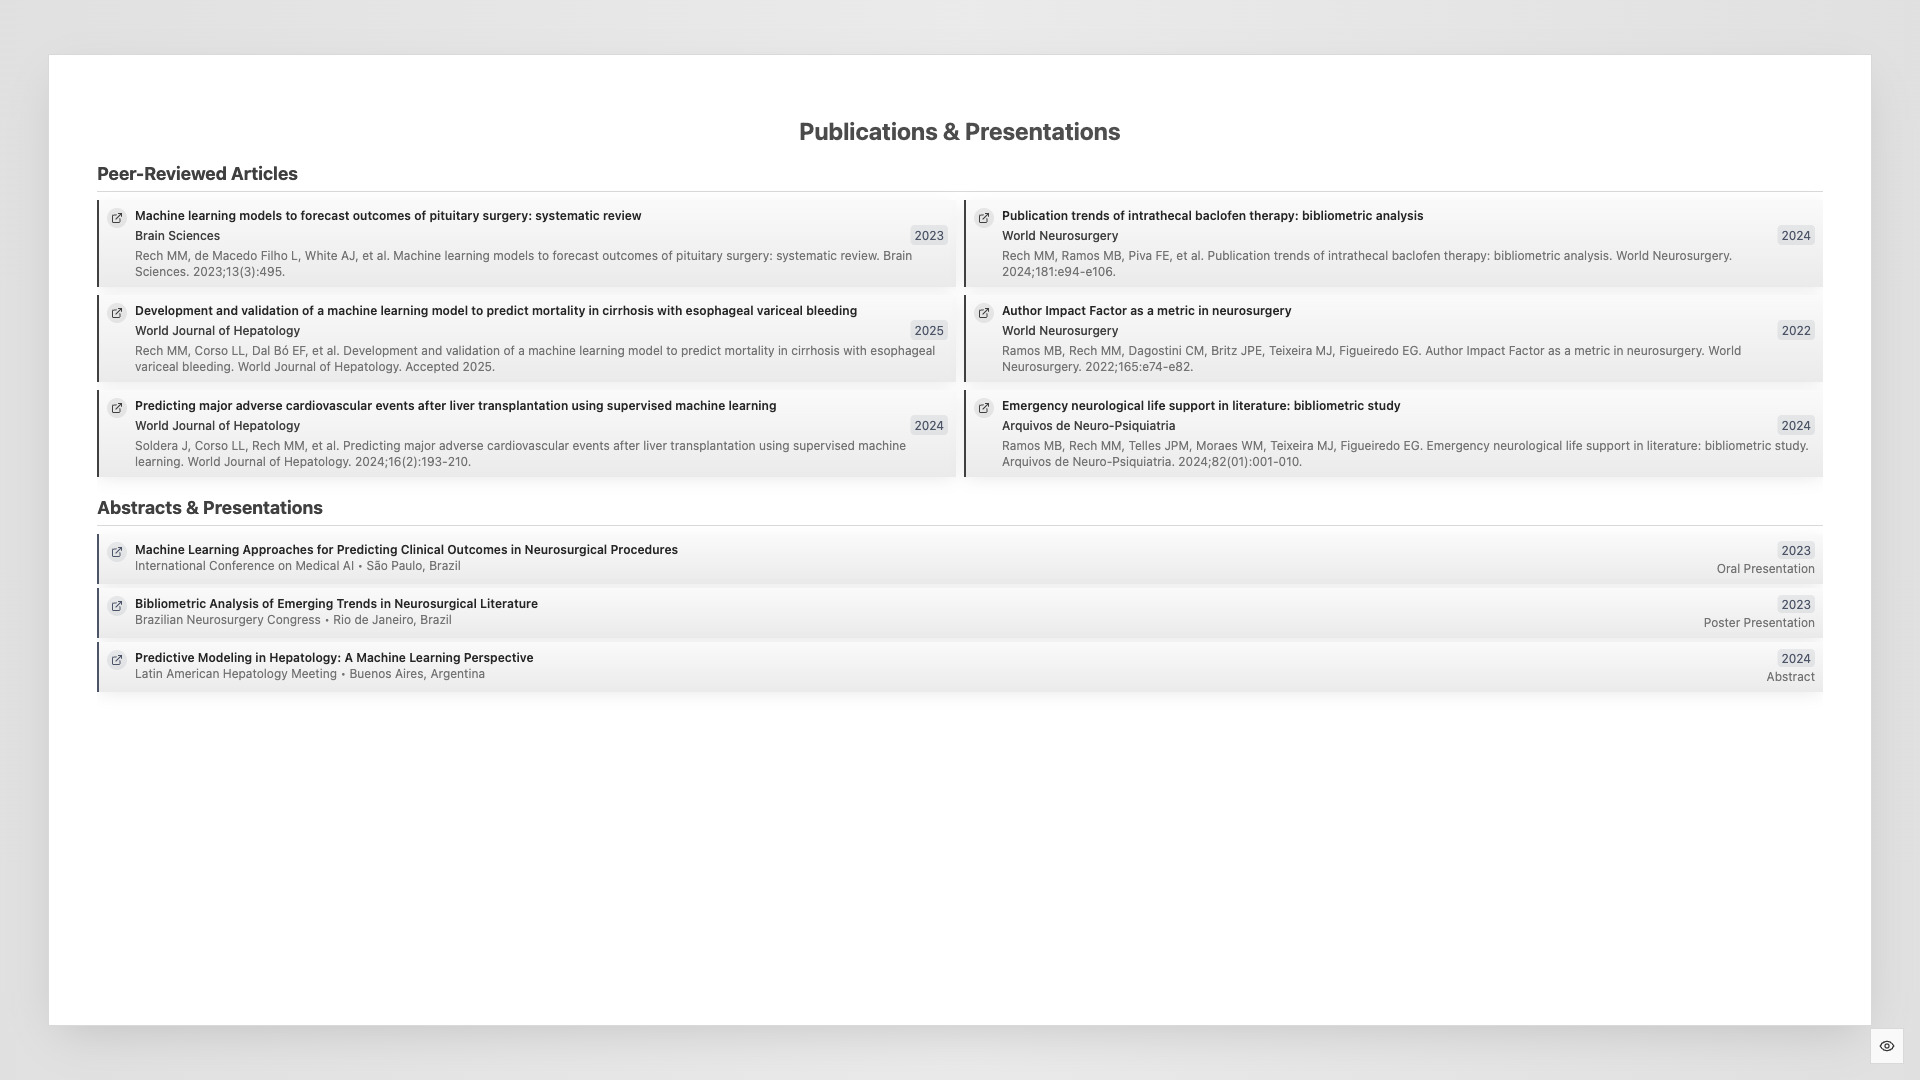 Publications & Presentations
Peer-Reviewed Articles
Machine learning models to forecast outcomes of pituitary surgery: systematic review
Brain Sciences
2023
Rech MM, de Macedo Filho L, White AJ, et al. Machine learning models to forecast outcomes of pituitary surgery: systematic review. Brain
Sciences. 2023;13(3):495.
Publication trends of intrathecal baclofen therapy: bibliometric analysis
World Neurosurgery
2024
Rech MM, Ramos MB, Piva FE, et al. Publication trends of intrathecal baclofen therapy: bibliometric analysis. World Neurosurgery.
2024;181:e94-e106.
Development and validation of a machine learning model to predict mortality in cirrhosis with esophageal variceal bleeding
World Journal of Hepatology
2025
Rech MM, Corso LL, Dal Bó EF, et al. Development and validation of a machine learning model to predict mortality in cirrhosis with esophageal
variceal bleeding. World Journal of Hepatology. Accepted 2025.
Author Impact Factor as a metric in neurosurgery
World Neurosurgery
2022
Ramos MB, Rech MM, Dagostini CM, Britz JPE, Teixeira MJ, Figueiredo EG. Author Impact Factor as a metric in neurosurgery. World
Neurosurgery. 2022;165:e74-e82.
Predicting major adverse cardiovascular events after liver transplantation using supervised machine learning
World Journal of Hepatology
2024
Soldera J, Corso LL, Rech MM, et al. Predicting major adverse cardiovascular events after liver transplantation using supervised machine
learning. World Journal of Hepatology. 2024;16(2):193-210.
Emergency neurological life support in literature: bibliometric study
Arquivos de Neuro-Psiquiatria
2024
Ramos MB, Rech MM, Telles JPM, Moraes WM, Teixeira MJ, Figueiredo EG. Emergency neurological life support in literature: bibliometric study.
Arquivos de Neuro-Psiquiatria. 2024;82(01):001-010.
Abstracts & Presentations
Machine Learning Approaches for Predicting Clinical Outcomes in Neurosurgical Procedures
2023
International Conference on Medical AI • São Paulo, Brazil
Oral Presentation
Bibliometric Analysis of Emerging Trends in Neurosurgical Literature
2023
Brazilian Neurosurgery Congress • Rio de Janeiro, Brazil
Poster Presentation
Predictive Modeling in Hepatology: A Machine Learning Perspective
2024
Latin American Hepatology Meeting • Buenos Aires, Argentina
Abstract